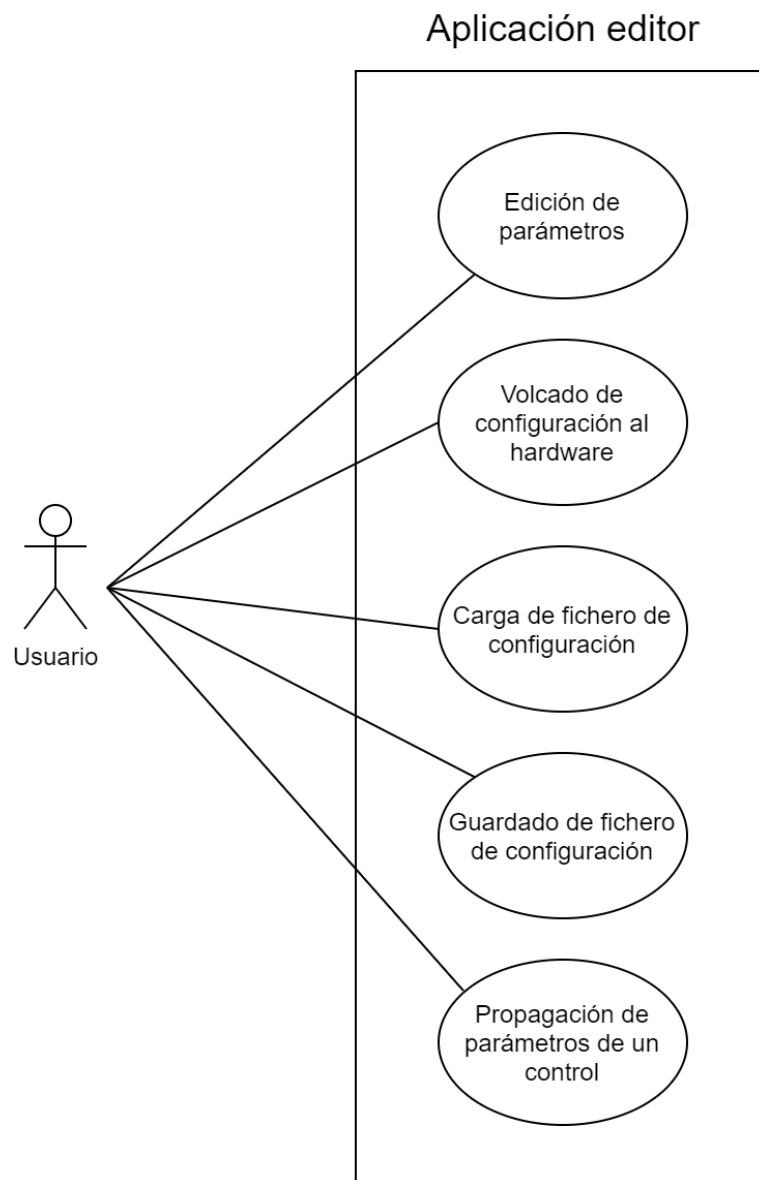 Aplicación editor
Edición de
parámetros
Volcado de
configuración al
hardware
Usuario
Carga de fichero de
configuración
Guardado de fichero
de configuración
Propagación de
parámetros de un
control